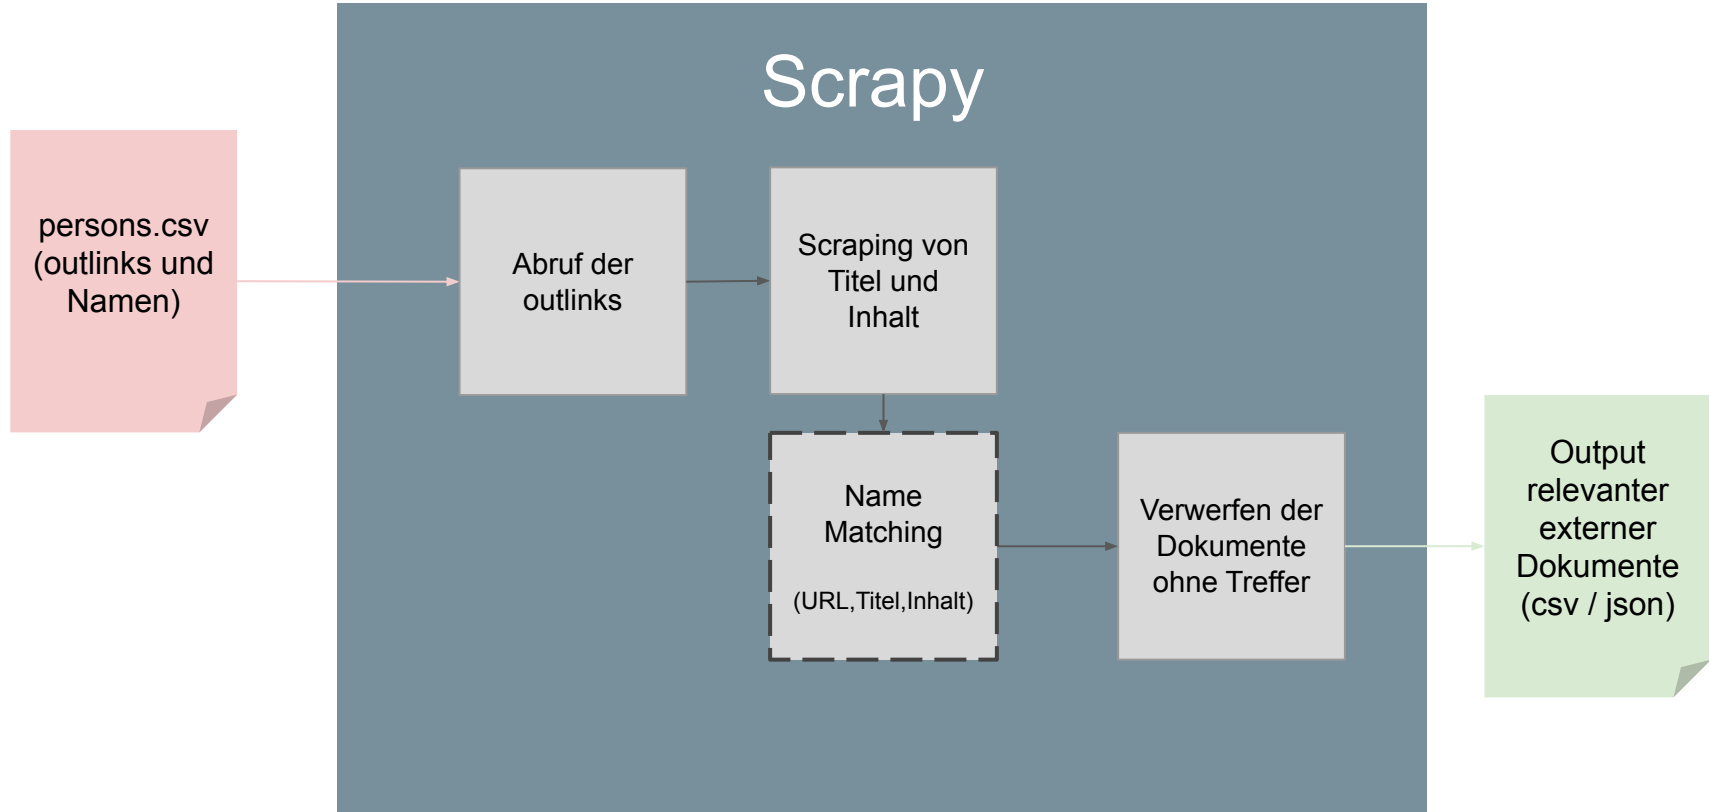 Scrapy
persons.csv
(outlinks und
Namen)
Abruf der
outlinks
Scraping von
Titel und
Inhalt
Name
Matching
(URL,Titel,Inhalt)
Verwerfen der
Dokumente
ohne Treffer
Output
relevanter
externer
Dokumente
(csv / json)